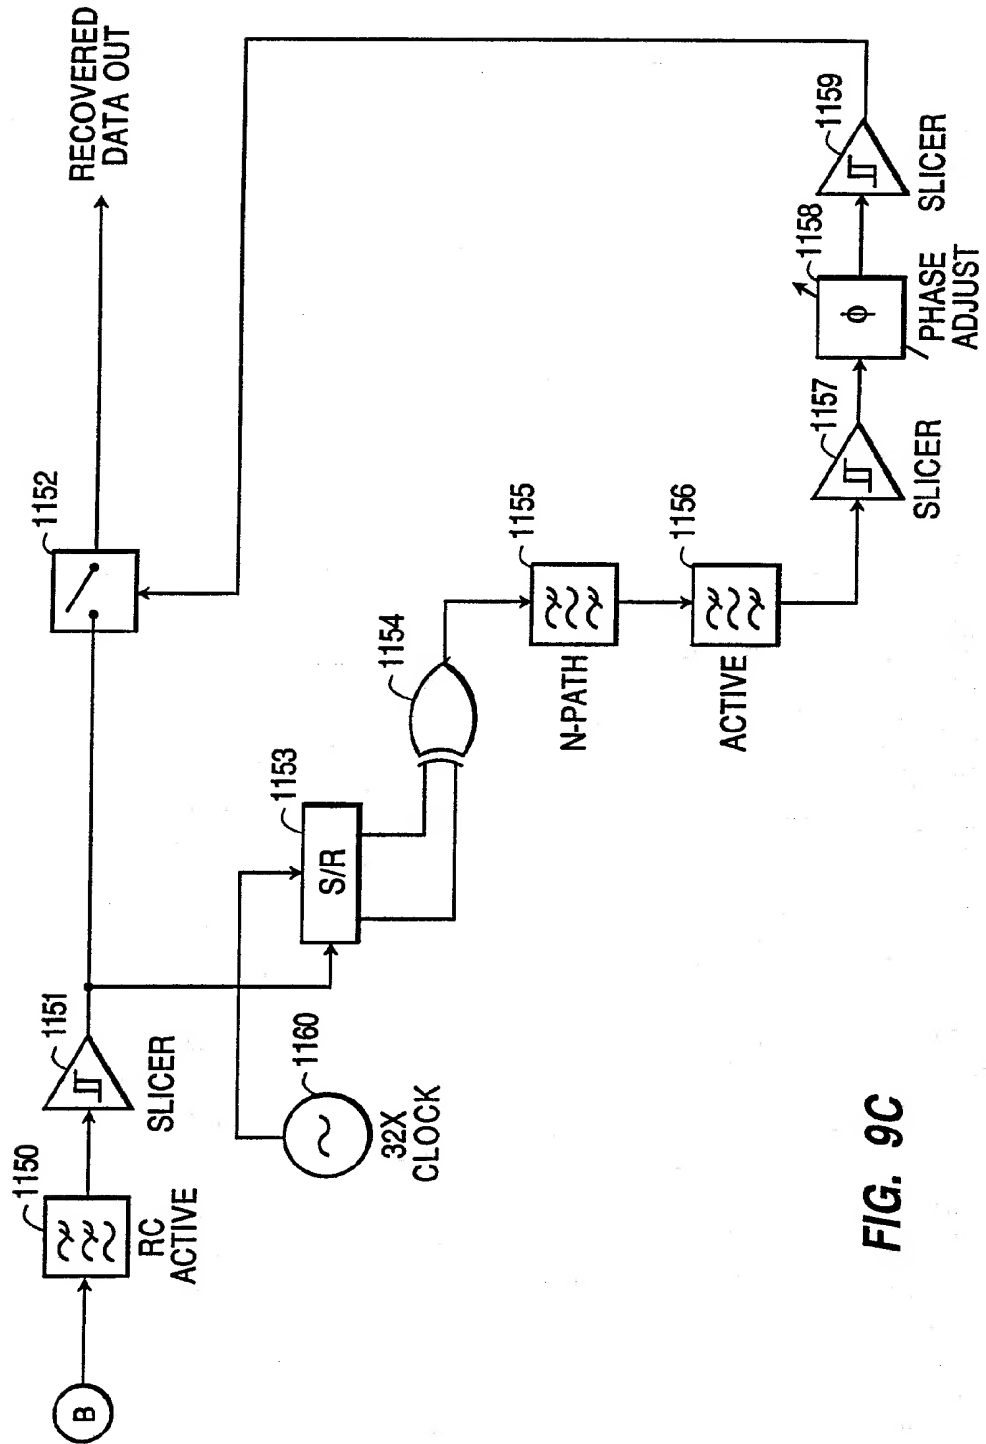 B
1150
RC
ACTIVE
1151
SLICER
1152
RECOVERED
DATA OUT
1160
32X
CLOCK
1153
S/R
1154
1155
N-PATH
1156
ACTIVE
1157
SLICER
1158
ϕ
PHASE
ADJUST
1159
SLICER
FIG. 9C